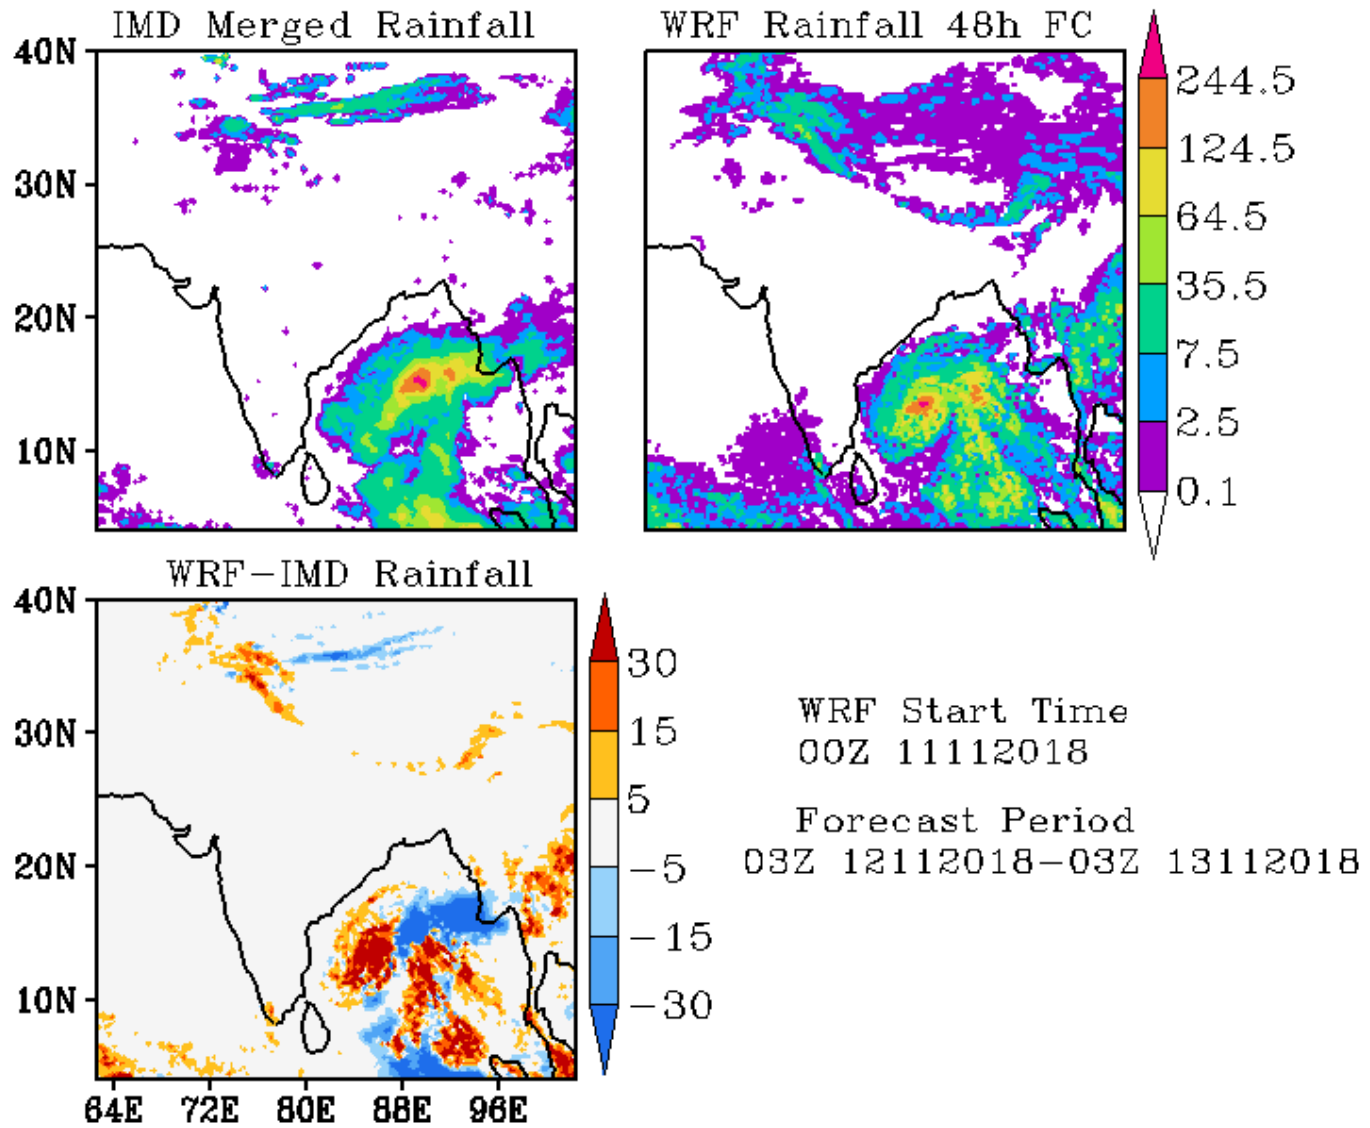 IMD Merged Rainfall
WRF Rainfall 48h FC
40N
30N
20N
10N
244.5
124.5
64.5
35.5
7.5
2.5
0.1
WRF-IMD Rainfall
40N
30N
20N
10N
64E 72E 80E 88E 96E
30
15
5
-5
-15
-30
WRF Start Time
00Z 11112018
Forecast Period
03Z 12112018-03Z 13112018